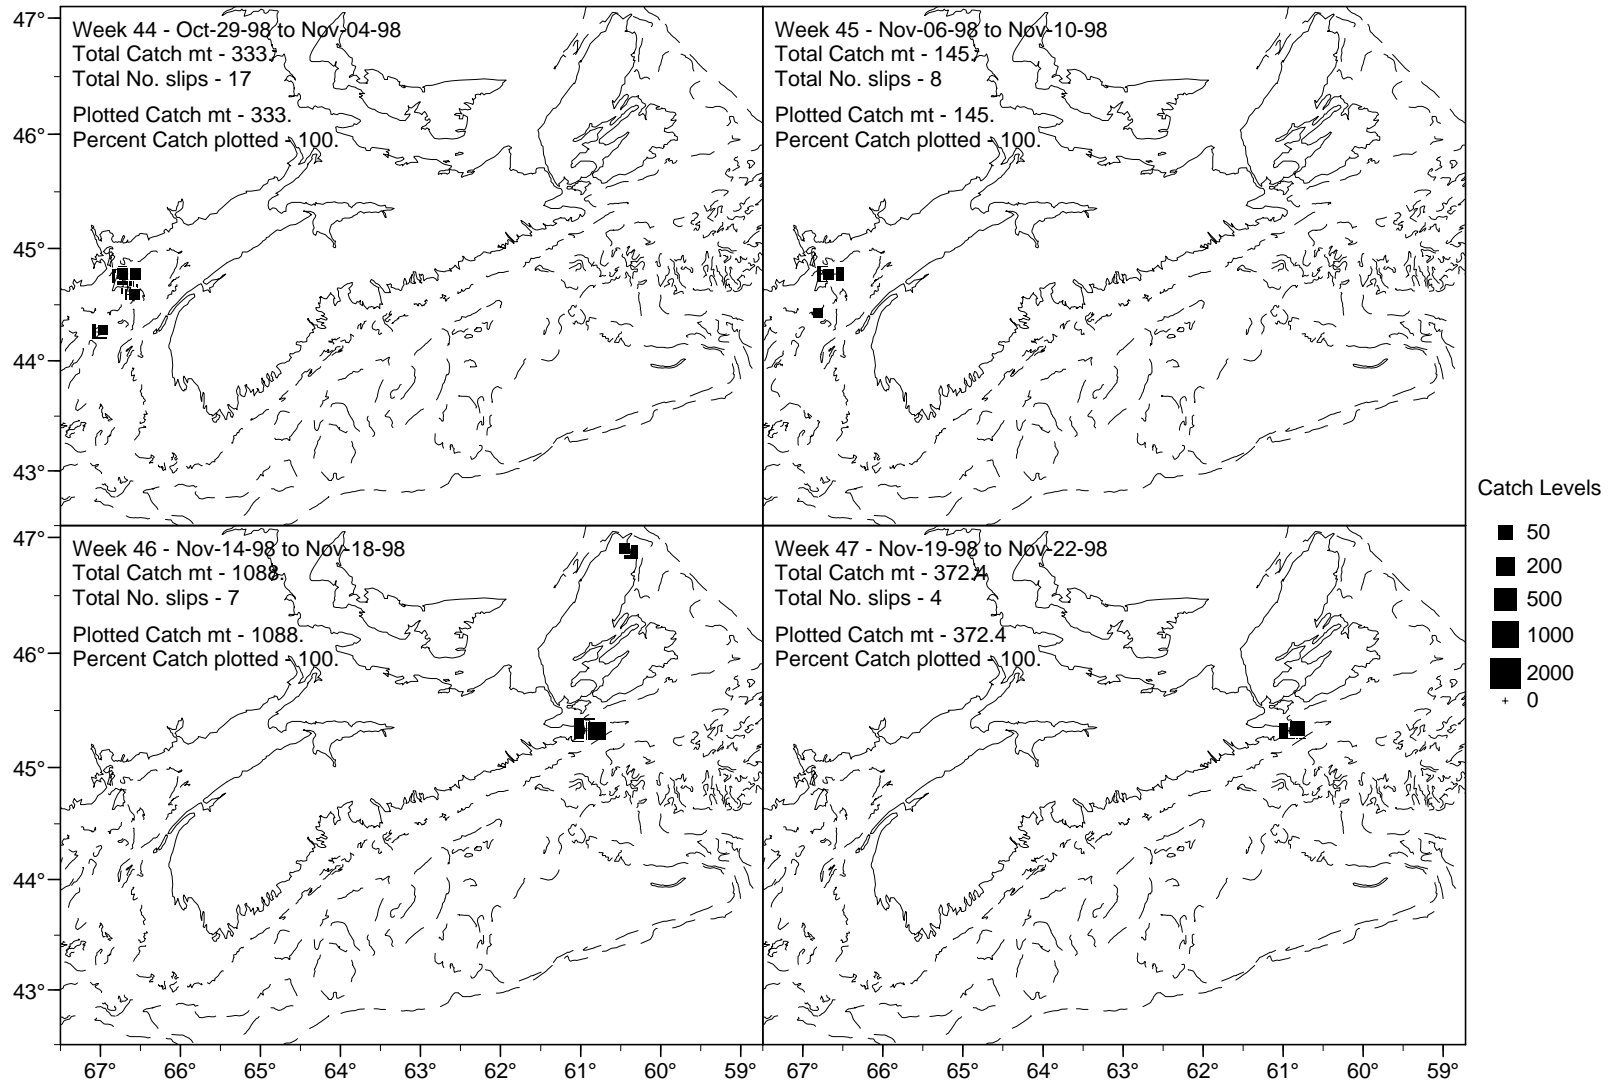 47°
46°
45°
44°
43°
Week 44 - Oct-29-98 to Nov-04-98
Total Catch mt - 333.
Total No. slips - 17
Plotted Catch mt - 333.
Percent Catch plotted - 100.
Week 45 - Nov-06-98 to Nov-10-98
Total Catch mt - 145.
Total No. slips - 8
Plotted Catch mt - 145.
Percent Catch plotted - 100.
47°
46°
45°
44°
43°
Week 46 - Nov-14-98 to Nov-18-98
Total Catch mt - 1088.
Total No. slips - 7
Plotted Catch mt - 1088.
Percent Catch plotted - 100.
Week 47 - Nov-19-98 to Nov-22-98
Total Catch mt - 372.4
Total No. slips - 4
Plotted Catch mt - 372.4
Percent Catch plotted - 100.
Catch Levels
50
200
500
1000
2000
0
67° 66° 65° 64° 63° 62° 61° 60° 59°
67° 66° 65° 64° 63° 62° 61° 60° 59°